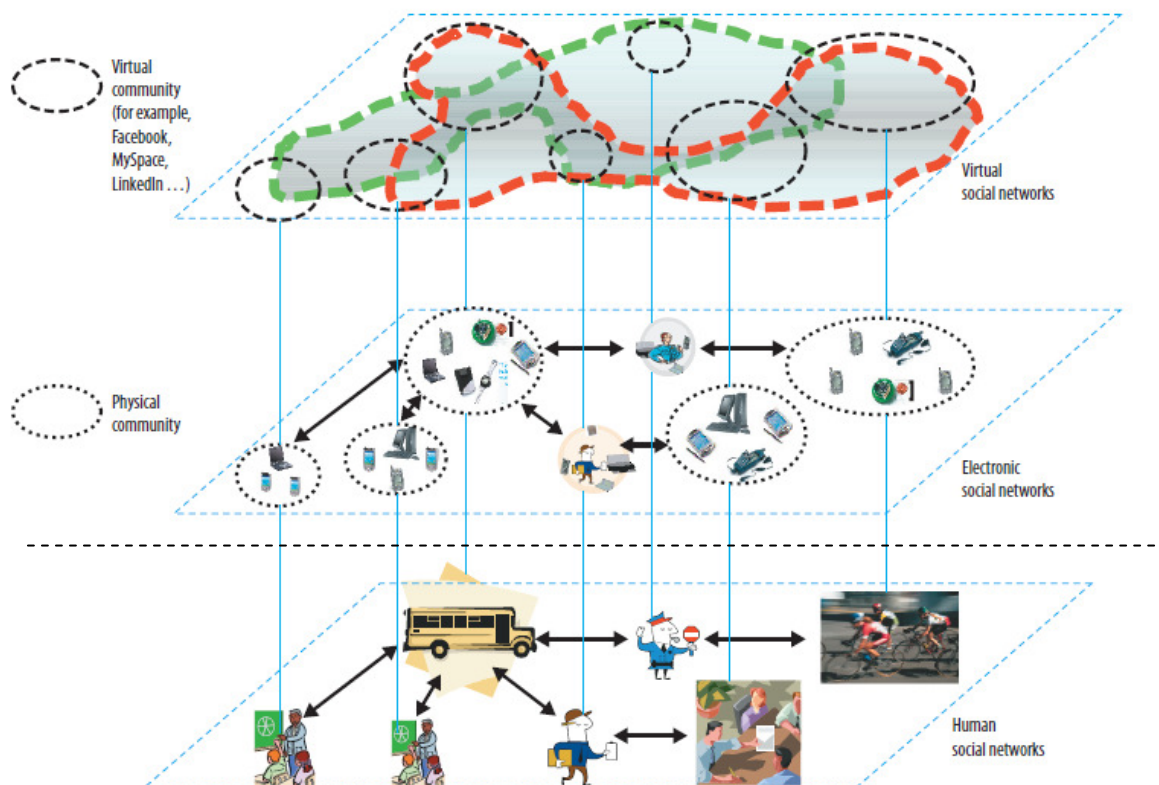 Virtual
community
(for example,
Facebook,
MySpace,
LinkedIn …)
Virtual
social networks
Physical
community
Electronic
social networks
Human
social networks